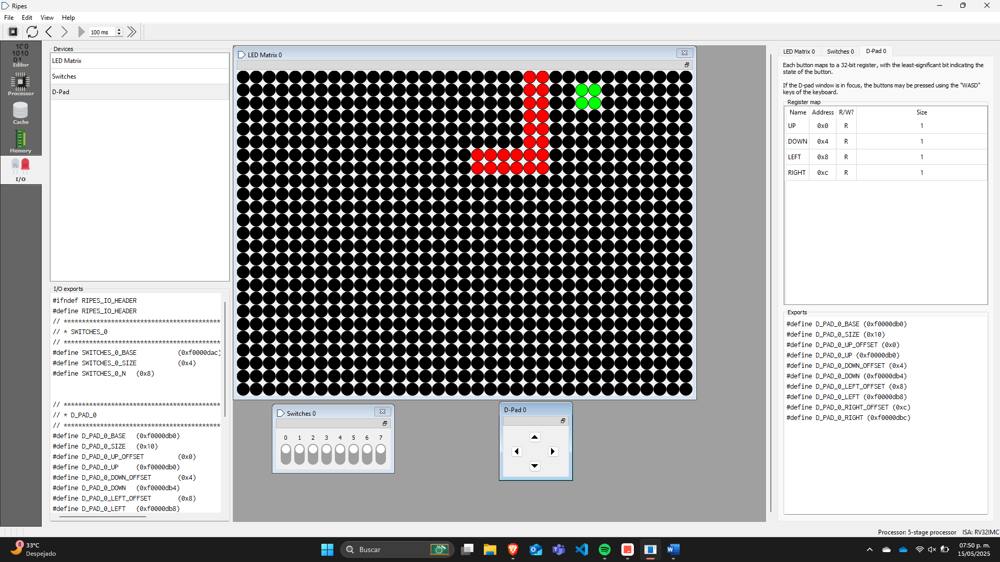 Ripes
File Edit View Help
100 ms
Editor
Processor
Cache
Memory
I/O
Devices
LED Matrix
Switches
D-Pad
I/O exports
#ifndef RIPES_IO_HEADER
#define RIPES_IO_HEADER
// *******************************************
// * SWITCHES_0
// *******************************************
#define SWITCHES_0_BASE (0xf0000dac)
#define SWITCHES_0_SIZE (0x4)
#define SWITCHES_0_N (0x8)
// *******************************************
// * D_PAD_0
// *******************************************
#define D_PAD_0_BASE (0xf0000db0)
#define D_PAD_0_SIZE (0x10)
#define D_PAD_0_UP_OFFSET (0x0)
#define D_PAD_0_UP (0xf0000db0)
#define D_PAD_0_DOWN_OFFSET (0x4)
#define D_PAD_0_DOWN (0xf0000db4)
#define D_PAD_0_LEFT_OFFSET (0x8)
#define D_PAD_0_LEFT (0xf0000db8)
LED Matrix 0
Switches 0
0 1 2 3 4 5 6 7
D-Pad 0
LED Matrix 0 Switches 0 D-Pad 0
Each button maps to a 32-bit register, with the least-significant bit indicating the
state of the button.
If the D-pad window is in focus, the buttons may be pressed using the "WASD"
keys of the keyboard.
Register map
Name Address R/W? Size
UP 0x0 R 1
DOWN 0x4 R 1
LEFT 0x8 R 1
RIGHT 0xc R 1
Exports
#define D_PAD_0_BASE (0xf0000db0)
#define D_PAD_0_SIZE (0x10)
#define D_PAD_0_UP_OFFSET (0x0)
#define D_PAD_0_UP (0xf0000db0)
#define D_PAD_0_DOWN_OFFSET (0x4)
#define D_PAD_0_DOWN (0xf0000db4)
#define D_PAD_0_LEFT_OFFSET (0x8)
#define D_PAD_0_LEFT (0xf0000db8)
#define D_PAD_0_RIGHT_OFFSET (0xc)
#define D_PAD_0_RIGHT (0xf0000dbc)
Processor: 5-stage processor ISA: RV32IMC
8
33°C
Despejado
Buscar
07:50 p. m.
15/05/2025